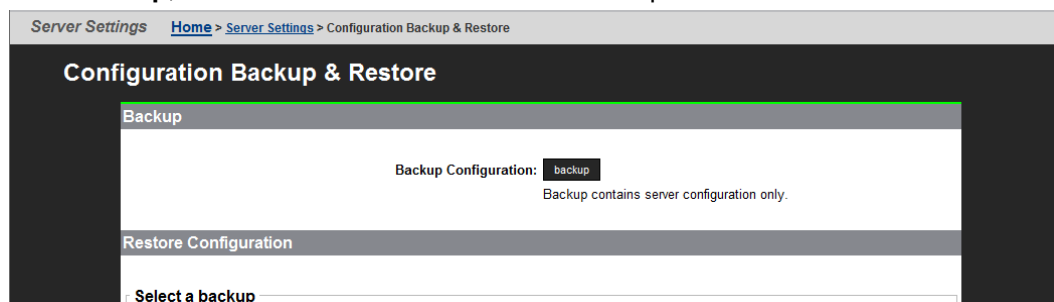 Server Settings Home > Server Settings > Configuration Backup & Restore
Configuration Backup & Restore
Backup
Backup Configuration: backup
Backup contains server configuration only.
Restore Configuration
Select a backup